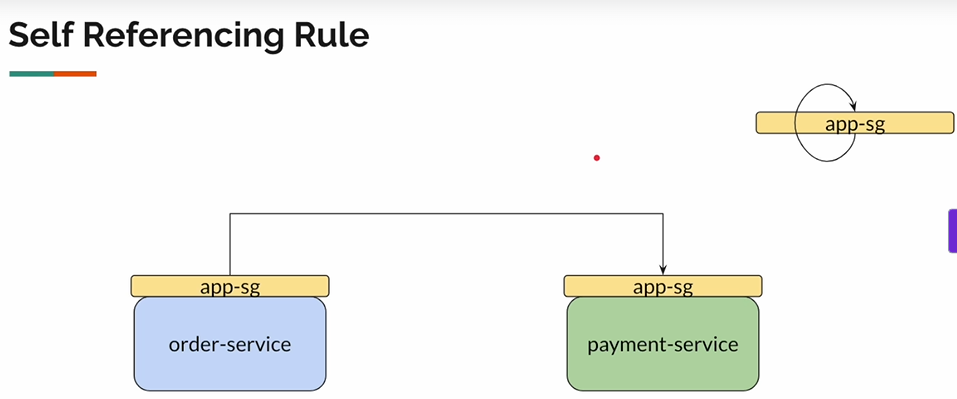 Self Referencing Rule
app-sg
app-sg
app-sg
order-service
payment-service